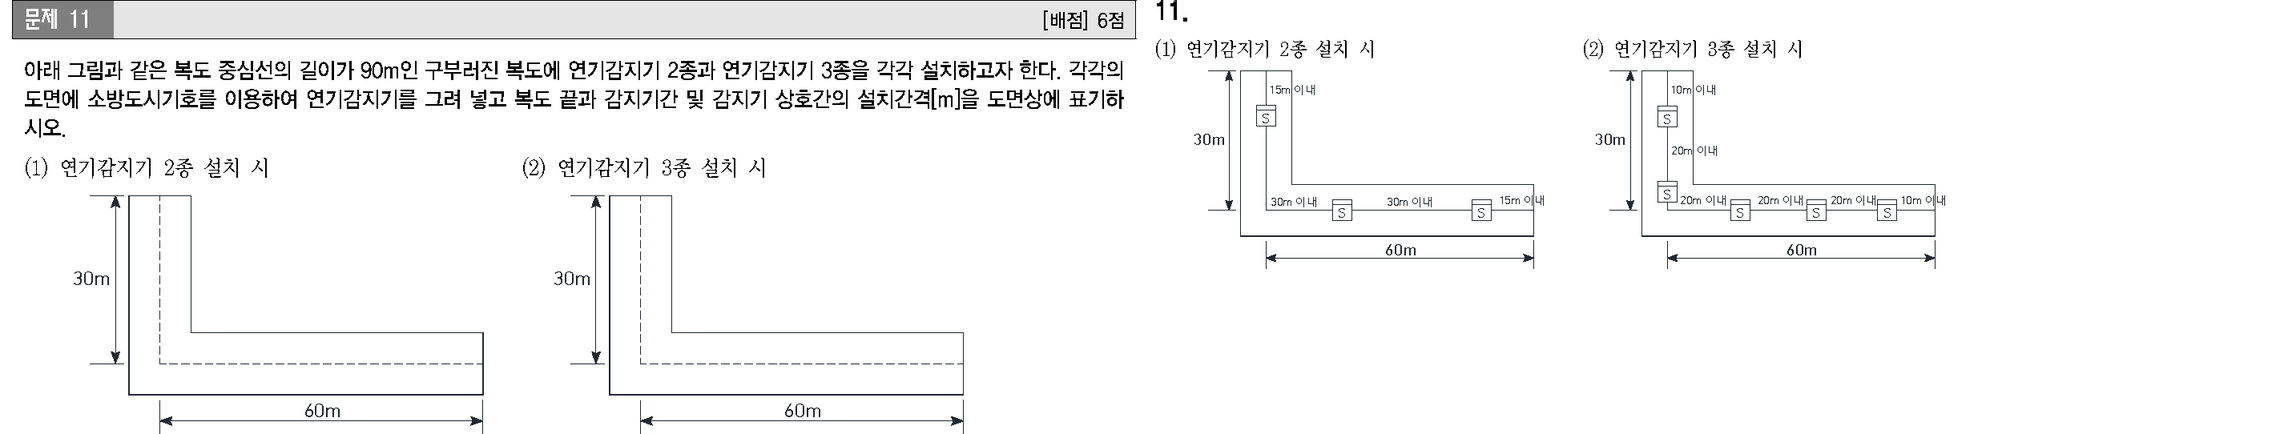 문제 11
[배점] 6점
아래 그림과 같은 복도 중심선의 길이가 90m인 구부러진 복도에 연기감지기 2종과 연기감지기 3종을 각각 설치하고자 한다. 각각의
도면에 소방도시기호를 이용하여 연기감지기를 그려 넣고 복도 끝과 감지기간 및 감지기 상호간의 설치간격[m]을 도면상에 표기하
시오.
(1) 연기감지기 2종 설치 시
(2) 연기감지기 3종 설치 시
30m
60m
30m
60m
11.
(1) 연기감지기 2종 설치 시
(2) 연기감지기 3종 설치 시
15m 이내
S
30m
30m 이내
S
30m 이내
S
15m 이내
60m
10m 이내
S
30m
20m 이내
S
20m 이내
S
20m 이내
S
20m 이내
S
10m 이내
60m